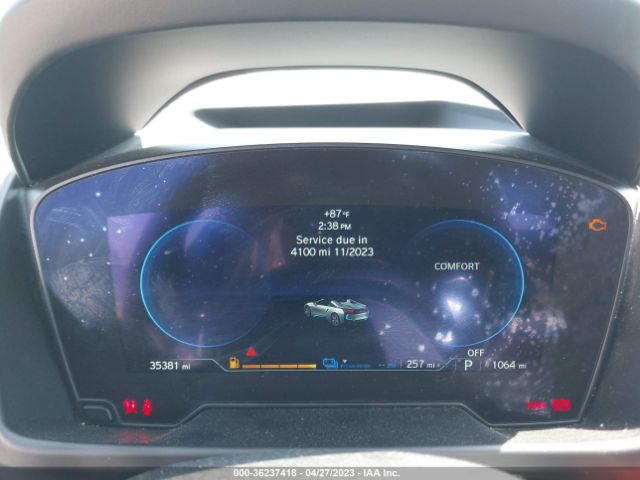 +87°F
2:38 PM
Service due in
4100 mi 11/2023
COMFORT
OFF
35381 mi
257 mi
P
1064 mi
000-36237418 - 04/27/2023 - IAA Inc.